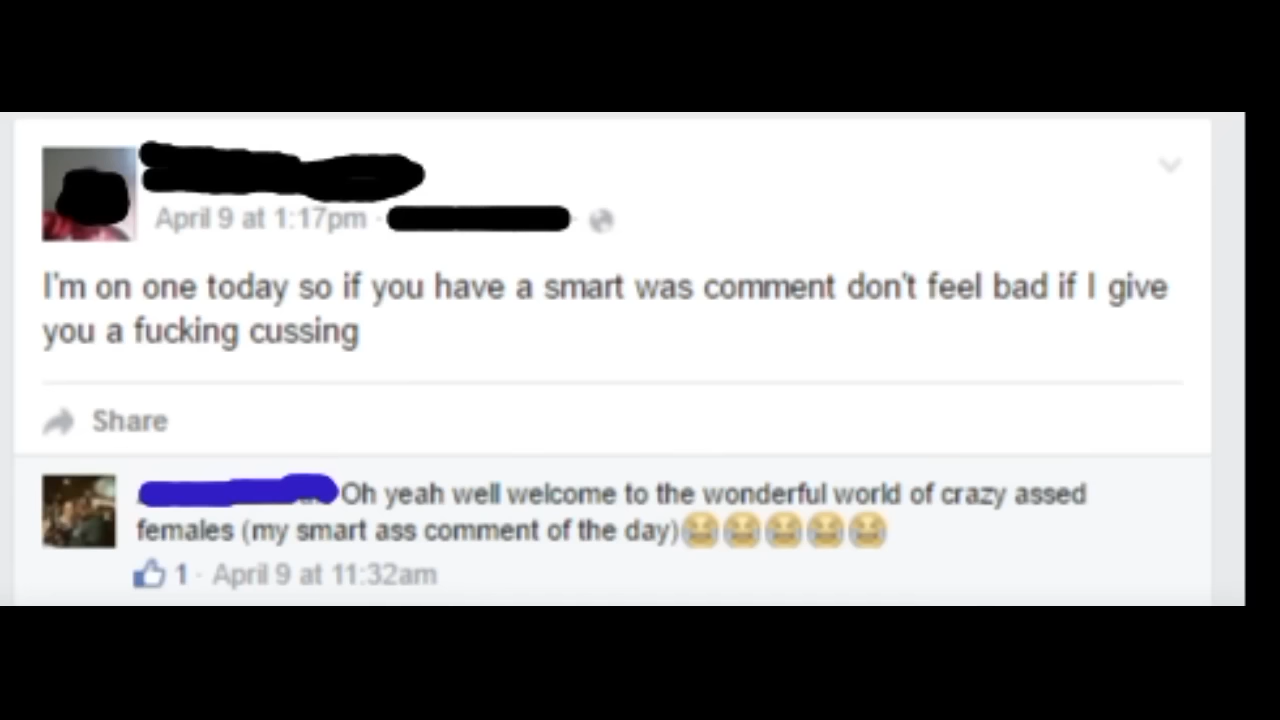 April 9 at 1:17pm ·
I'm on one today so if you have a smart was comment don't feel bad if I give
you a fucking cussing
Share
Oh yeah well welcome to the wonderful world of crazy assed
females (my smart ass comment of the day)😂😂😂😂😂
1 · April 9 at 11:32am